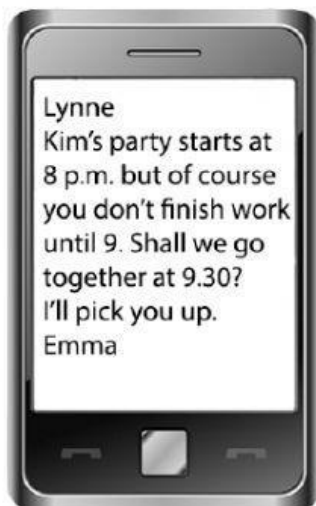 Lynne
Kim's party starts at
8 p.m. but of course
you don't finish work
until 9. Shall we go
together at 9.30?
I'll pick you up.
Emma